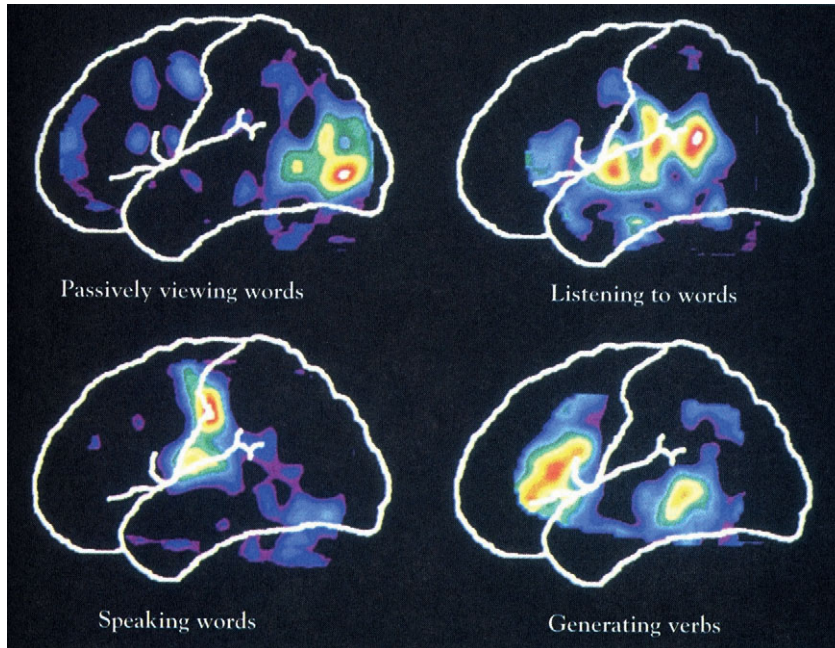 Passively viewing words
Listening to words
Speaking words
Generating verbs